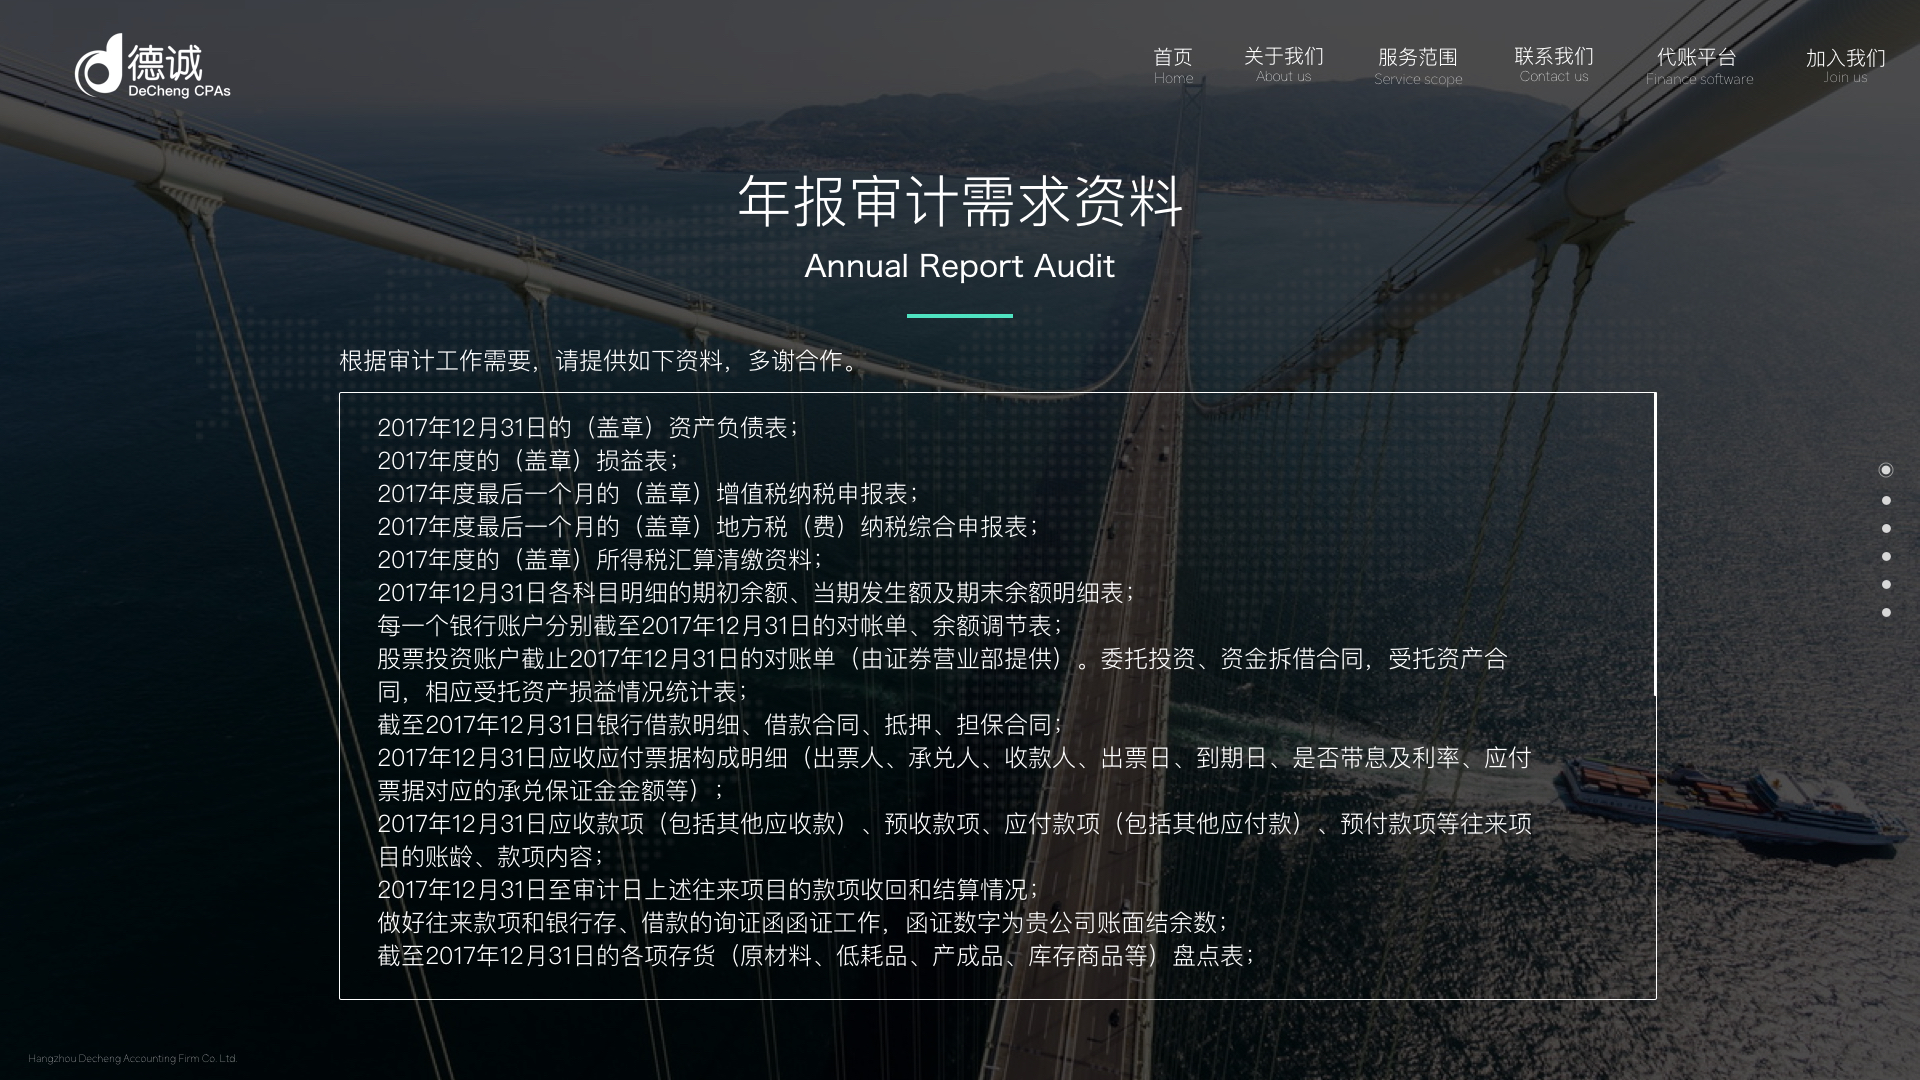 德诚
DeCheng CPAs
首页 关于我们 服务范围 联系我们 代账平台 加入我们
Home About us Service scope Contact us Finance software Join us
年报审计需求资料
Annual Report Audit
根据审计工作需要，请提供如下资料，多谢合作。
2017年12月31日的（盖章）资产负债表；
2017年度的（盖章）损益表；
2017年度最后一个月的（盖章）增值税纳税申报表；
2017年度最后一个月的（盖章）地方税（费）纳税综合申报表；
2017年度的（盖章）所得税汇算清缴资料；
2017年12月31日各科目明细的期初余额、当期发生额及期末余额明细表；
每一个银行账户分别截至2017年12月31日的对帐单、余额调节表；
股票投资账户截止2017年12月31日的对账单（由证券营业部提供）。委托投资、资金拆借合同，受托资产合
同，相应受托资产损益情况统计表；
截至2017年12月31日银行借款明细、借款合同、抵押、担保合同；
2017年12月31日应收应付票据构成明细（出票人、承兑人、收款人、出票日、到期日、是否带息及利率、应付
票据对应的承兑保证金金额等）；
2017年12月31日应收款项（包括其他应收款）、预收款项、应付款项（包括其他应付款）、预付款项等往来项
目的账龄、款项内容；
2017年12月31日至审计日上述往来项目的款项收回和结算情况；
做好往来款项和银行存、借款的询证函函证工作，函证数字为贵公司账面结余数；
截至2017年12月31日的各项存货（原材料、低耗品、产成品、库存商品等）盘点表；
Hangzhou Decheng Accounting Firm Co. Ltd.